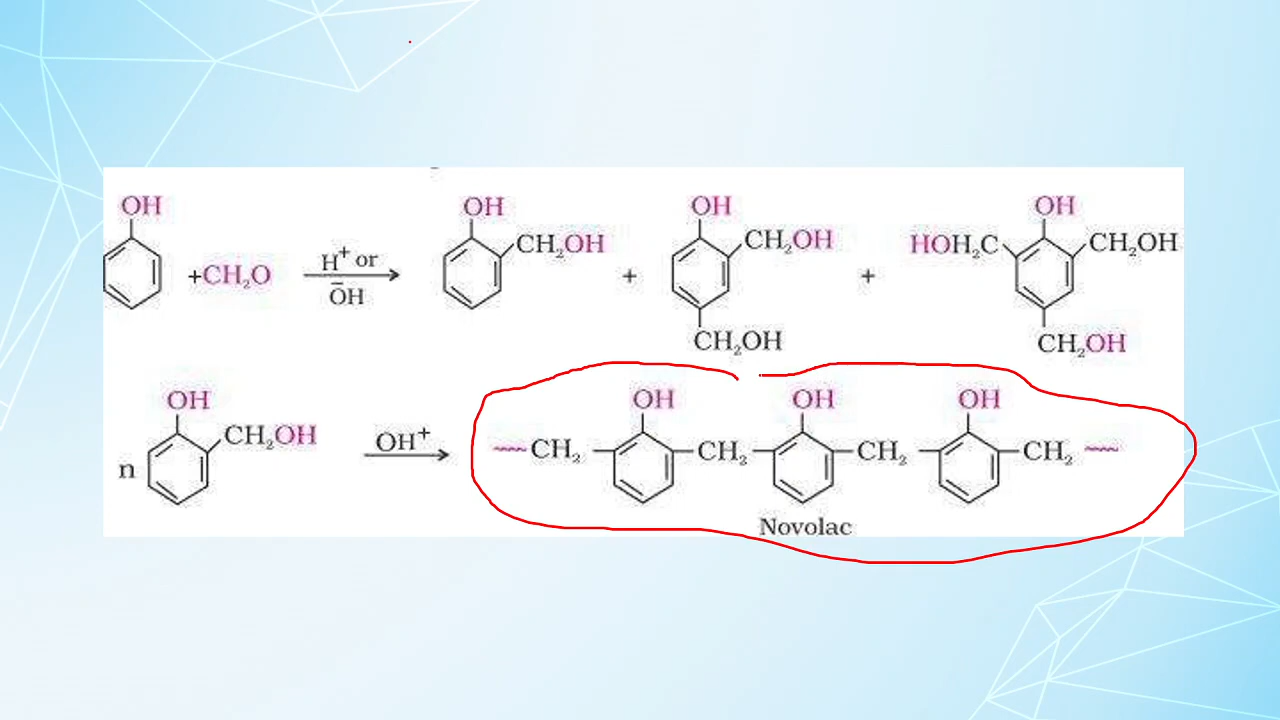 OH OH OH OH
CH₂OH CH₂OH HOH₂C CH₂OH
+CH₂O H⁺ or + +
ŌH
CH₂OH CH₂OH
OH OH OH OH
n CH₂OH OH⁺ CH₂ CH₂ CH₂ CH₂
Novolac